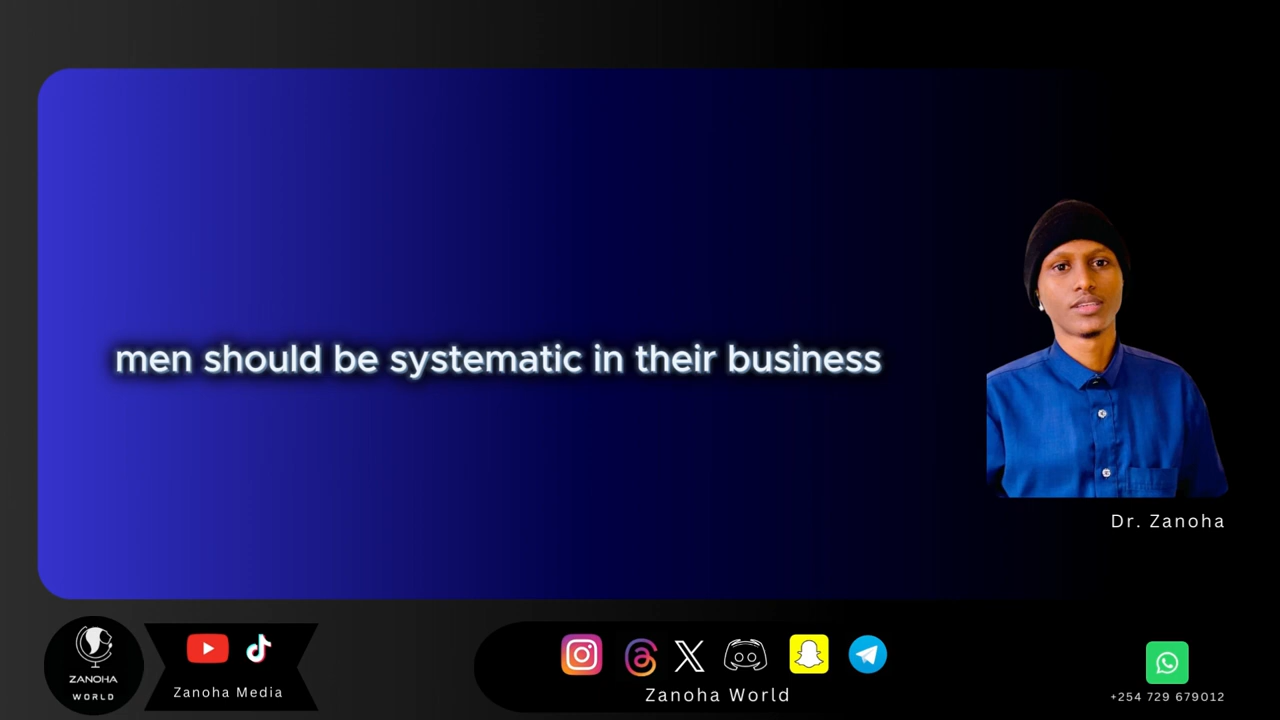 men should be systematic in their business
Dr. Zanoha
ZANOHA
WORLD
Zanoha Media
Zanoha World
+254 729 679012